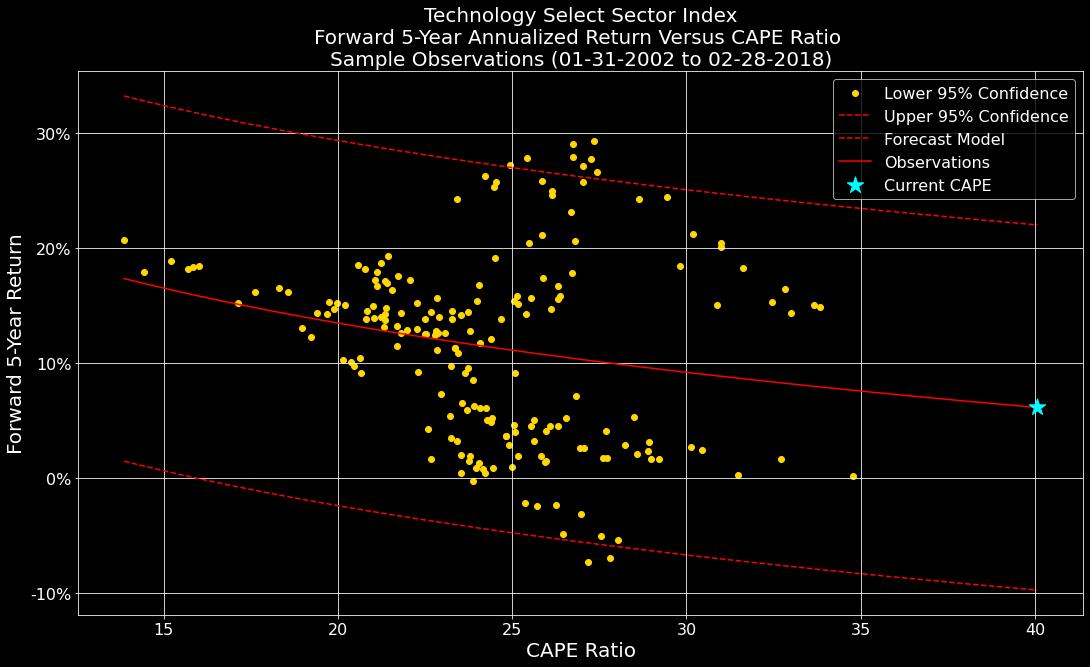 Technology Select Sector Index
Forward 5-Year Annualized Return Versus CAPE Ratio
Sample Observations (01-31-2002 to 02-28-2018)
Lower 95% Confidence
Upper 95% Confidence
Forecast Model
Observations
Current CAPE
Forward 5-Year Return
30%
20%
10%
0%
-10%
15
20
25
30
35
40
CAPE Ratio